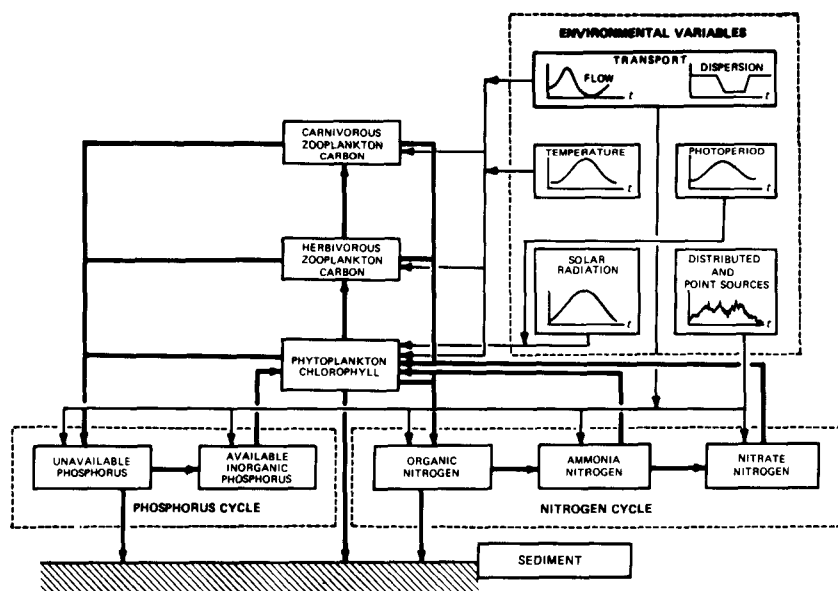 ENVIRONMENTAL VARIABLES
TRANSPORT
FLOW
t
DISPERSION
t
CARNIVOROUS
ZOOPLANKTON
CARBON
TEMPERATURE
t
PHOTOPERIOD
t
HERBIVOROUS
ZOOPLANKTON
CARBON
SOLAR
RADIATION
t
DISTRIBUTED
AND
POINT SOURCES
t
PHYTOPLANKTON
CHLOROPHYLL
UNAVAILABLE
PHOSPHORUS
AVAILABLE
INORGANIC
PHOSPHORUS
ORGANIC
NITROGEN
AMMONIA
NITROGEN
NITRATE
NITROGEN
PHOSPHORUS CYCLE
NITROGEN CYCLE
SEDIMENT